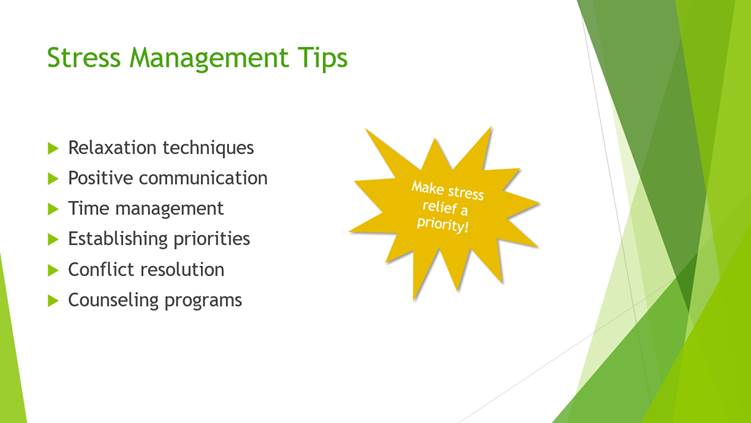 Stress Management Tips
Relaxation techniques
Positive communication
Time management
Establishing priorities
Conflict resolution
Counseling programs
Make stress
relief a
priority!